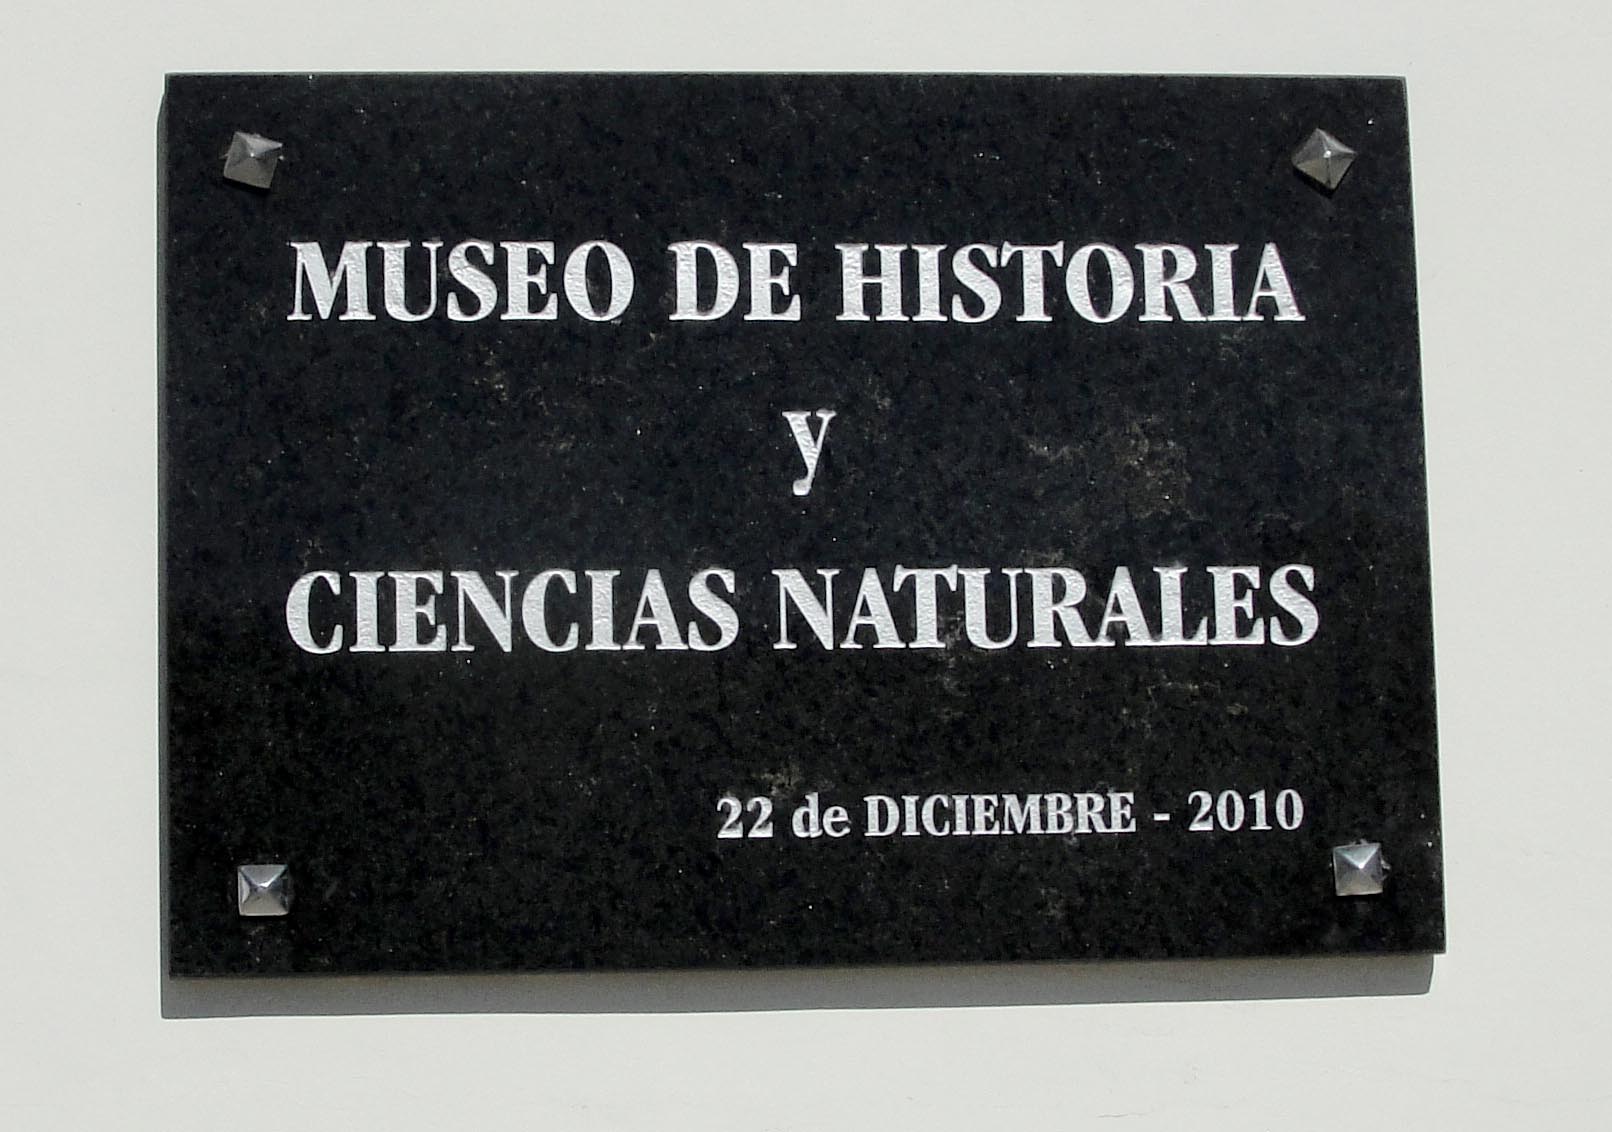 MUSEO DE HISTORIA
y
CIENCIAS NATURALES
22 de DICIEMBRE - 2010